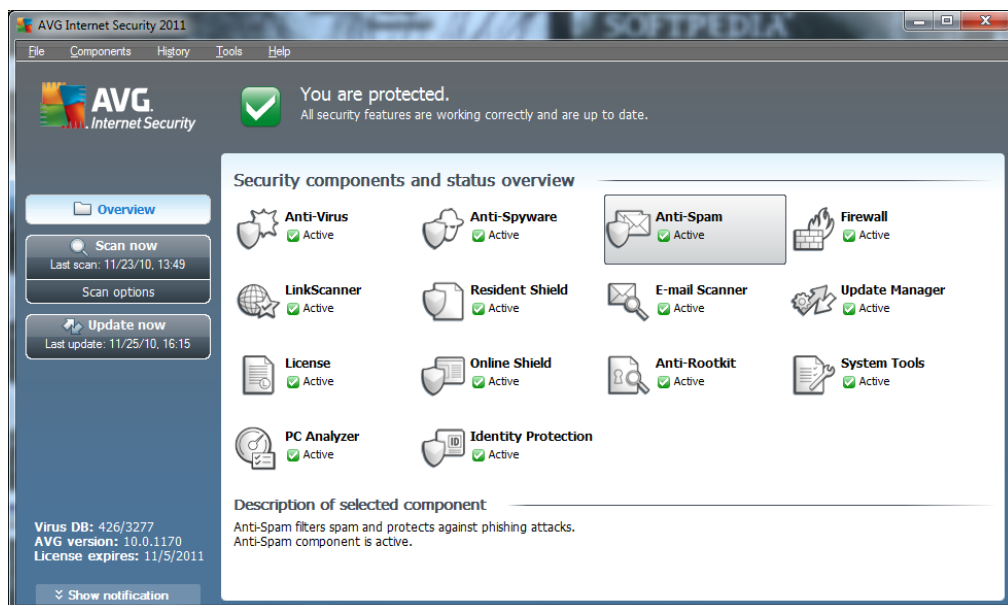 SOFTPEDIA
AVG Internet Security 2011
File Components History Tools Help
AVG.
Internet Security
You are protected.
All security features are working correctly and are up to date.
Overview
Scan now
Last scan: 11/23/10, 13:49
Scan options
Update now
Last update: 11/25/10, 16:15
Security components and status overview
Anti-Virus
Active
Anti-Spyware
Active
Anti-Spam
Active
Firewall
Active
LinkScanner
Active
Resident Shield
Active
E-mail Scanner
Active
Update Manager
Active
License
Active
Online Shield
Active
Anti-Rootkit
Active
System Tools
Active
PC Analyzer
Active
ID
Identity Protection
Active
Description of selected component
Anti-Spam filters spam and protects against phishing attacks.
Anti-Spam component is active.
Virus DB: 426/3277
AVG version: 10.0.1170
License expires: 11/5/2011
Show notification